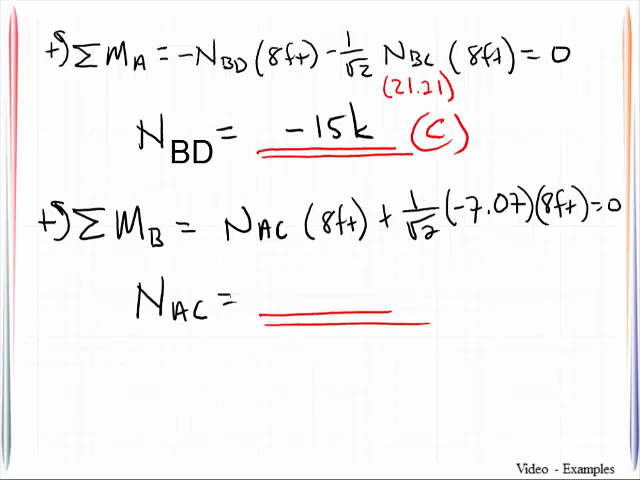 +↺ ΣM_A = -N_BD (8ft) - 1/√2 N_BC (8ft) = 0
(21.21)
N_BD = -15k (C)
+↺ ΣM_B = N_AC (8ft) + 1/√2 (-7.07)(8ft) = 0
N_AC =
Video - Examples